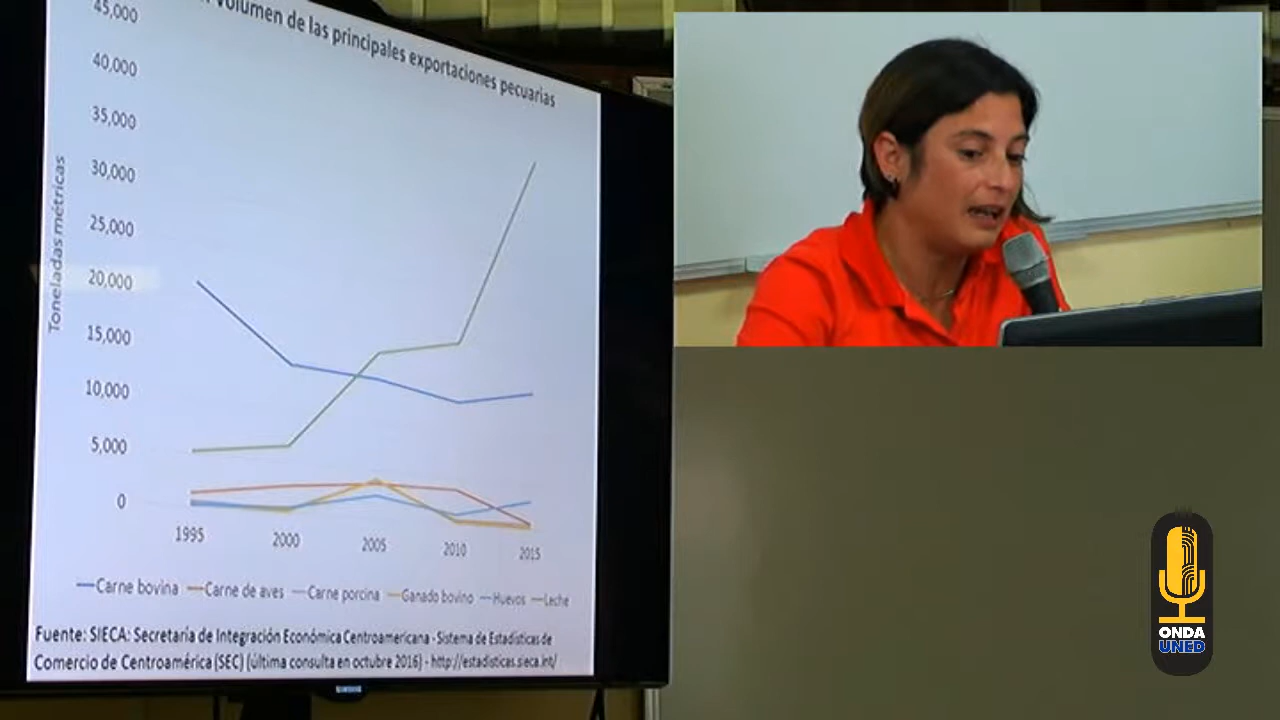 Volumen de las principales exportaciones pecuarias
45,000
40,000
35,000
30,000
25,000
20,000
15,000
10,000
5,000
0
Toneladas métricas
1995 2000 2005 2010 2015
Carne bovina Carne de aves Carne porcina Ganado bovino Huevos Leche
Fuente: SIECA: Secretaría de Integración Económica Centroamericana - Sistema de Estadísticas de
Comercio de Centroamérica (SEC) (última consulta en octubre 2016) - http://estadisticas.sieca.int/
ONDA
UNED